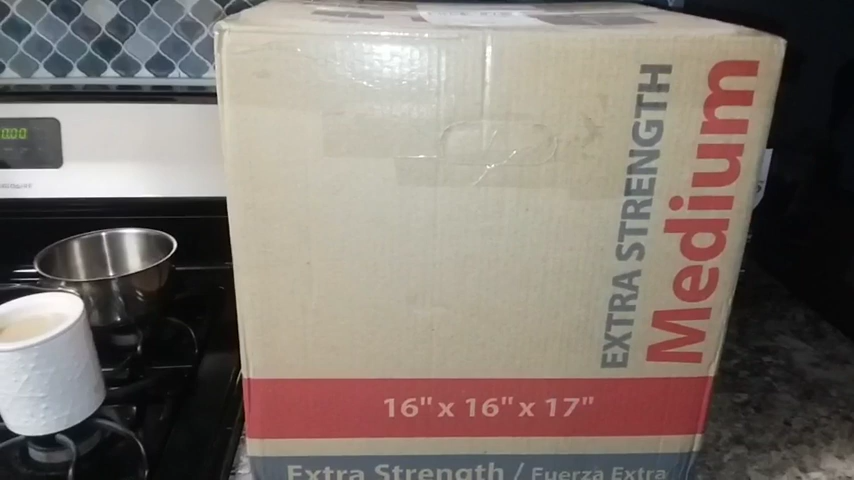 EXTRA STRENGTH
Medium
16" x 16" x 17"
Extra Strength / Fuerza Extra